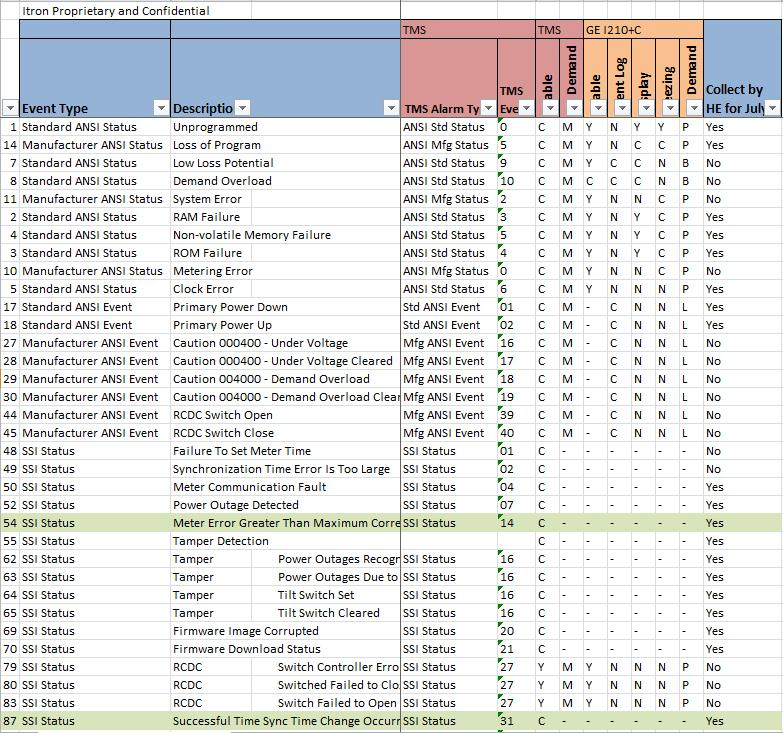 Itron Proprietary and Confidential
TMS TMS GE I210+C
Event Type Descriptio TMS Alarm Ty TMS Eve able Demand able ent Log play ezing Demand Collect by HE for July
1 Standard ANSI Status Unprogrammed ANSI Std Status 0 C M Y N Y Y P Yes
14 Manufacturer ANSI Status Loss of Program ANSI Mfg Status 5 C M Y N C C P Yes
7 Standard ANSI Status Low Loss Potential ANSI Std Status 9 C M Y C C N B No
8 Standard ANSI Status Demand Overload ANSI Std Status 10 C M C C C N B No
11 Manufacturer ANSI Status System Error ANSI Mfg Status 2 C M Y N N C P No
2 Standard ANSI Status RAM Failure ANSI Std Status 3 C M Y N Y C P Yes
4 Standard ANSI Status Non-volatile Memory Failure ANSI Std Status 5 C M Y N Y C P Yes
3 Standard ANSI Status ROM Failure ANSI Std Status 4 C M Y N Y C P Yes
10 Manufacturer ANSI Status Metering Error ANSI Mfg Status 0 C M Y N N C P No
5 Standard ANSI Status Clock Error ANSI Std Status 6 C M Y N N N P Yes
17 Standard ANSI Event Primary Power Down Std ANSI Event 01 C M - C N N L Yes
18 Standard ANSI Event Primary Power Up Std ANSI Event 02 C M - C N N L Yes
27 Manufacturer ANSI Event Caution 000400 - Under Voltage Mfg ANSI Event 16 C M - C N N L No
28 Manufacturer ANSI Event Caution 000400 - Under Voltage Cleared Mfg ANSI Event 17 C M - C N N L No
29 Manufacturer ANSI Event Caution 004000 - Demand Overload Mfg ANSI Event 18 C M - C N N L No
30 Manufacturer ANSI Event Caution 004000 - Demand Overload Clear Mfg ANSI Event 19 C M - C N N L No
44 Manufacturer ANSI Event RCDC Switch Open Mfg ANSI Event 39 C M - C N N L No
45 Manufacturer ANSI Event RCDC Switch Close Mfg ANSI Event 40 C M - C N N L No
48 SSI Status Failure To Set Meter Time SSI Status 01 C - - - - - - No
49 SSI Status Synchronization Time Error Is Too Large SSI Status 02 C - - - - - - No
50 SSI Status Meter Communication Fault SSI Status 04 C - - - - - - Yes
52 SSI Status Power Outage Detected SSI Status 07 C - - - - - - Yes
54 SSI Status Meter Error Greater Than Maximum Corre SSI Status 14 C - - - - - - Yes
55 SSI Status Tamper Detection C - - - - - - Yes
62 SSI Status Tamper Power Outages Recogn SSI Status 16 C - - - - - - Yes
63 SSI Status Tamper Power Outages Due to SSI Status 16 C - - - - - - Yes
64 SSI Status Tamper Tilt Switch Set SSI Status 16 C - - - - - - Yes
65 SSI Status Tamper Tilt Switch Cleared SSI Status 16 C - - - - - - Yes
69 SSI Status Firmware Image Corrupted SSI Status 20 C - - - - - - Yes
70 SSI Status Firmware Download Status SSI Status 21 C - - - - - - Yes
79 SSI Status RCDC Switch Controller Erro SSI Status 27 Y M Y N N N P No
80 SSI Status RCDC Switched Failed to Clo SSI Status 27 Y M Y N N N P No
83 SSI Status RCDC Switch Failed to Open SSI Status 27 Y M Y N N N P No
87 SSI Status Successful Time Sync Time Change Occurr SSI Status 31 C - - - - - - Yes